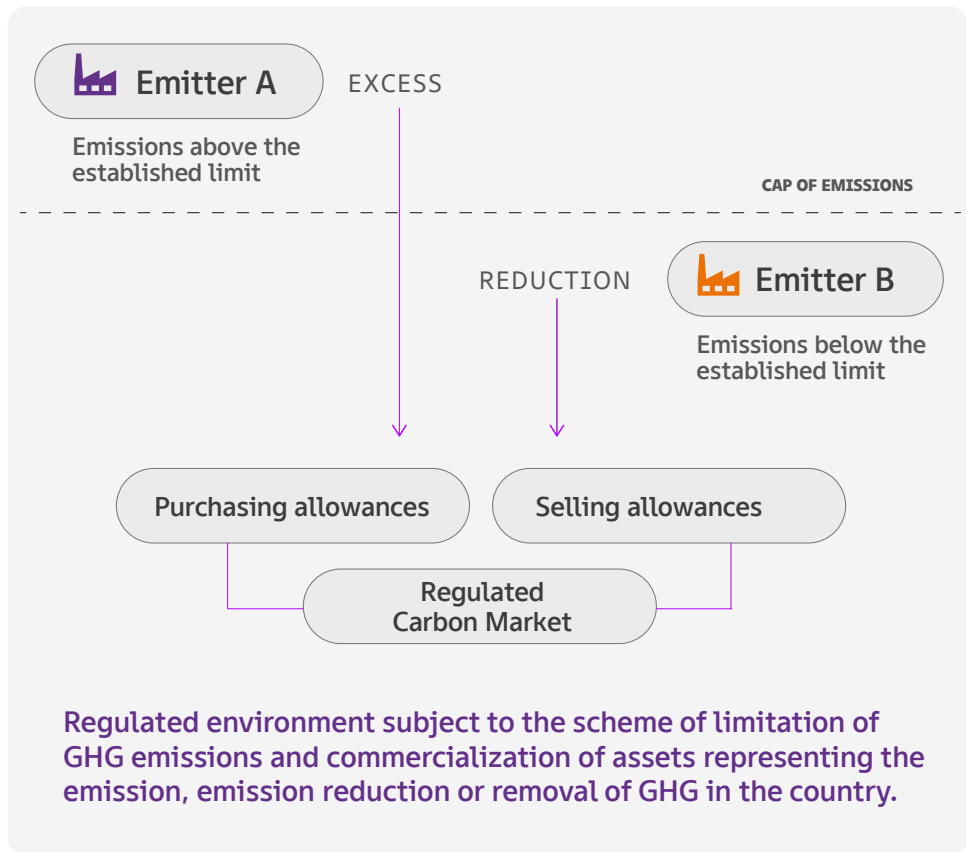 Emitter A
EXCESS
Emissions above the
established limit
CAP OF EMISSIONS
REDUCTION
Emitter B
Emissions below the
established limit
Purchasing allowances
Selling allowances
Regulated
Carbon Market
Regulated environment subject to the scheme of limitation of
GHG emissions and commercialization of assets representing the
emission, emission reduction or removal of GHG in the country.